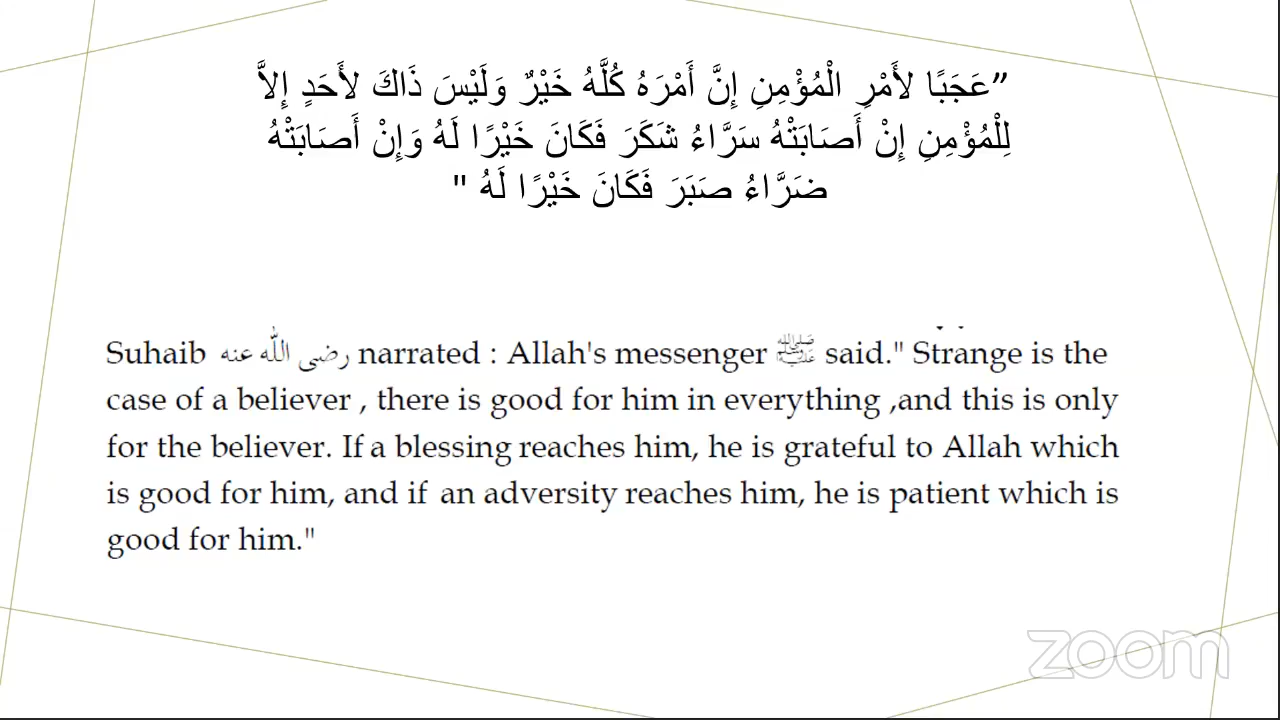 ”عَجَبًا لأَمْرِ الْمُؤْمِنِ إِنَّ أَمْرَهُ كُلَّهُ خَيْرٌ وَلَيْسَ ذَاكَ لأَحَدٍ إِلاَّ
لِلْمُؤْمِنِ إِنْ أَصَابَتْهُ سَرَّاءُ شَكَرَ فَكَانَ خَيْرًا لَهُ وَإِنْ أَصَابَتْهُ
ضَرَّاءُ صَبَرَ فَكَانَ خَيْرًا لَهُ "
Suhaib رضی اللّٰه عنه narrated : Allah's messenger ﷺ said." Strange is the
case of a believer , there is good for him in everything ,and this is only
for the believer. If a blessing reaches him, he is grateful to Allah which
is good for him, and if an adversity reaches him, he is patient which is
good for him."
zoom